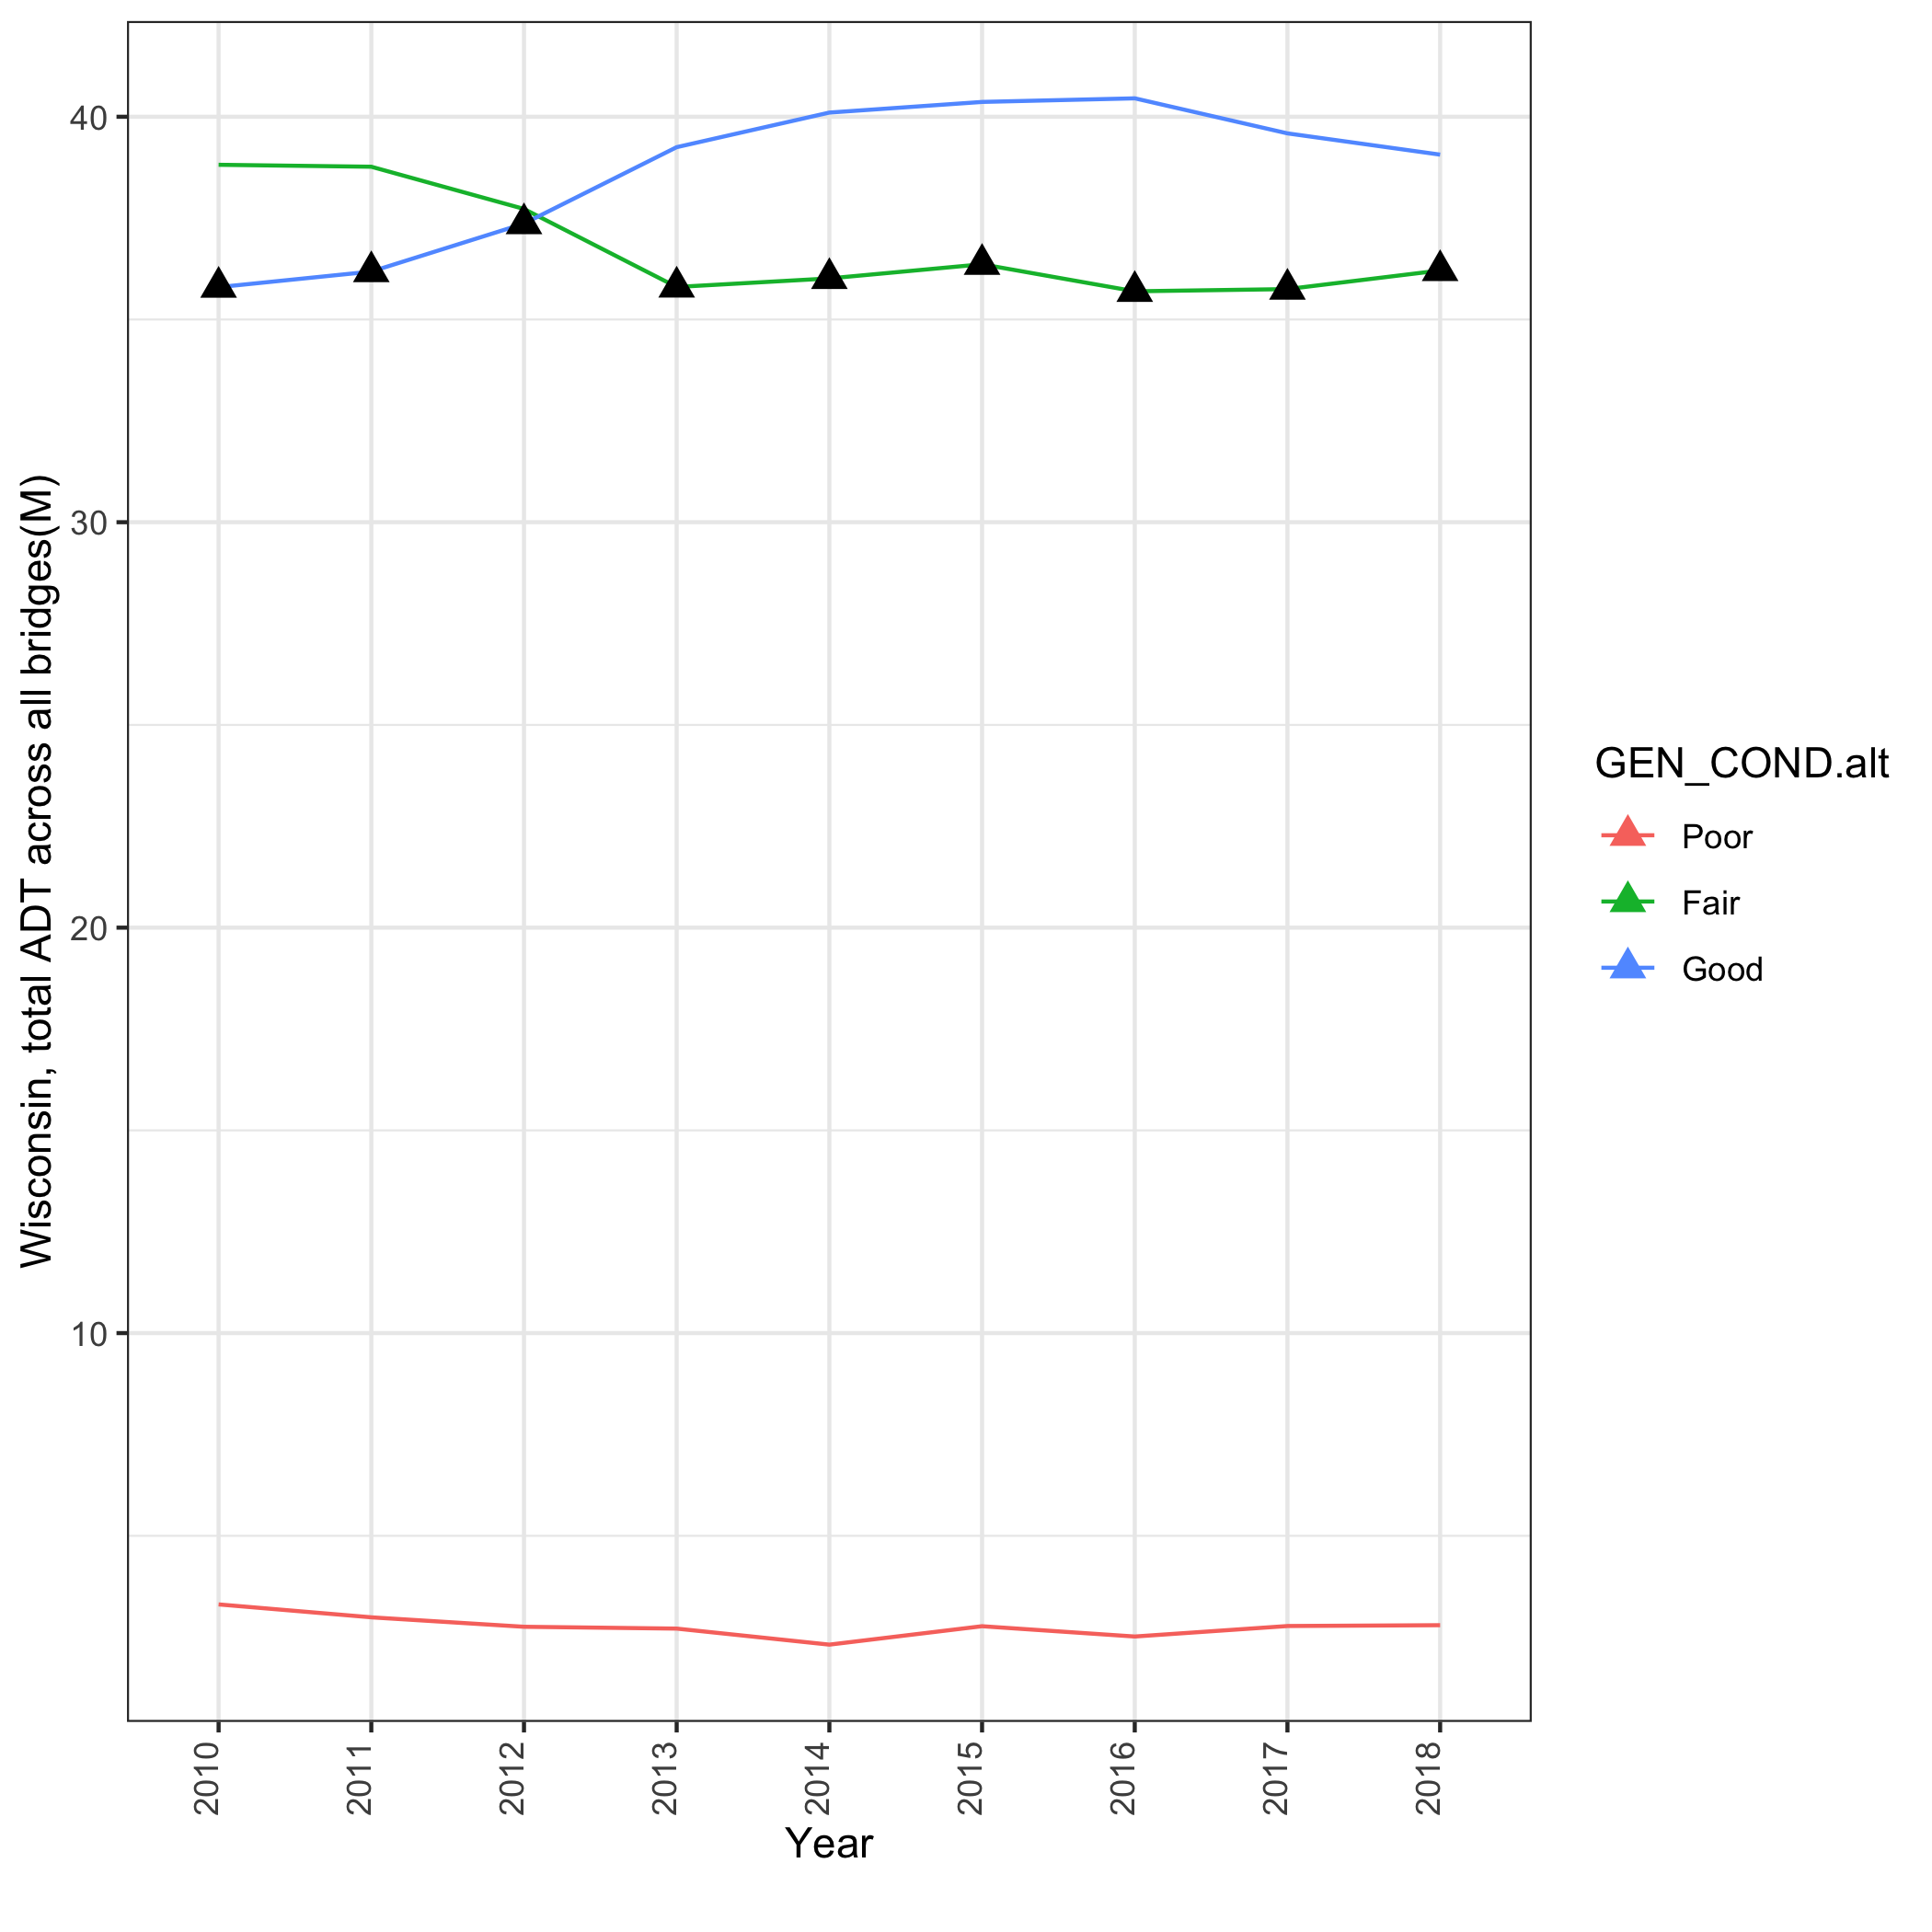 Wisconsin, total ADT across all bridges(M)
40
30
20
10
2010
2011
2012
2013
2014
2015
2016
2017
2018
Year
GEN_COND.alt
Poor
Fair
Good